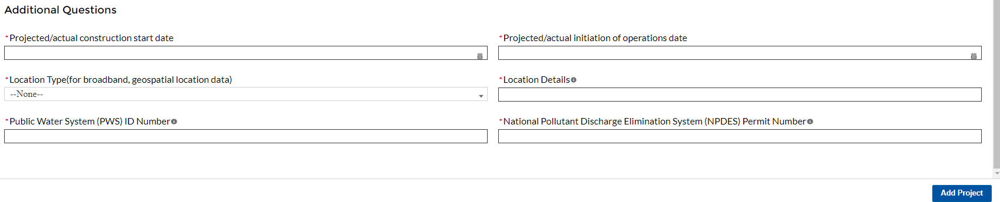 Additional Questions
*Projected/actual construction start date
*Projected/actual initiation of operations date
*Location Type(for broadband, geospatial location data)
--None--
*Location Details
*Public Water System (PWS) ID Number
*National Pollutant Discharge Elimination System (NPDES) Permit Number
Add Project